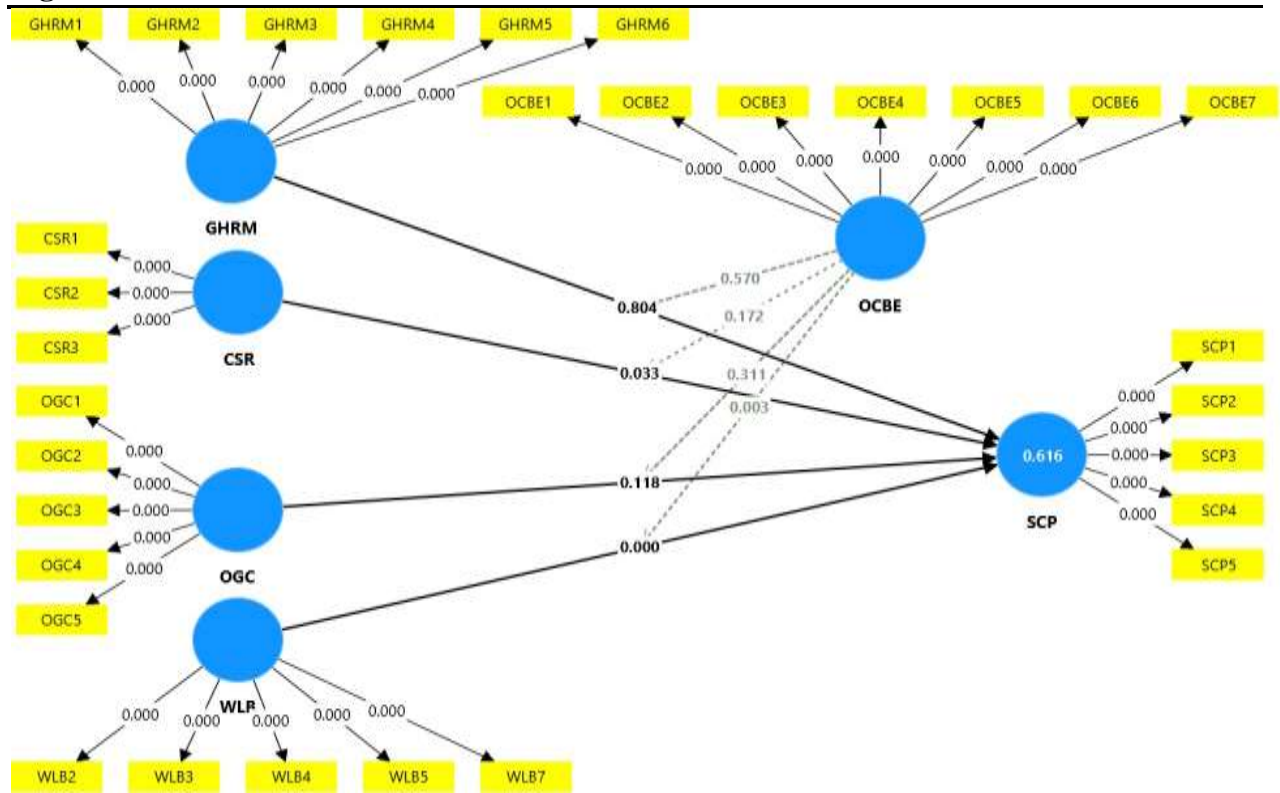 GHRM1 GHRM2 GHRM3 GHRM4 GHRM5 GHRM6
0.000 0.000 0.000 0.000 0.000 0.000
GHRM
OCBE1 OCBE2 OCBE3 OCBE4 OCBE5 OCBE6 OCBE7
0.000 0.000 0.000 0.000 0.000 0.000 0.000
OCBE
CSR1
CSR2
CSR3
0.000
0.000
0.000
CSR
0.570
0.804
0.172
0.033
0.311
0.003
0.118
0.000
OGC1
OGC2
OGC3
OGC4
OGC5
0.000
0.000
0.000
0.000
0.000
OGC
SCP1
SCP2
SCP3
SCP4
SCP5
0.000
0.000
0.000
0.000
0.000
0.616
SCP
WLB
0.000 0.000 0.000 0.000 0.000
WLB2 WLB3 WLB4 WLB5 WLB7